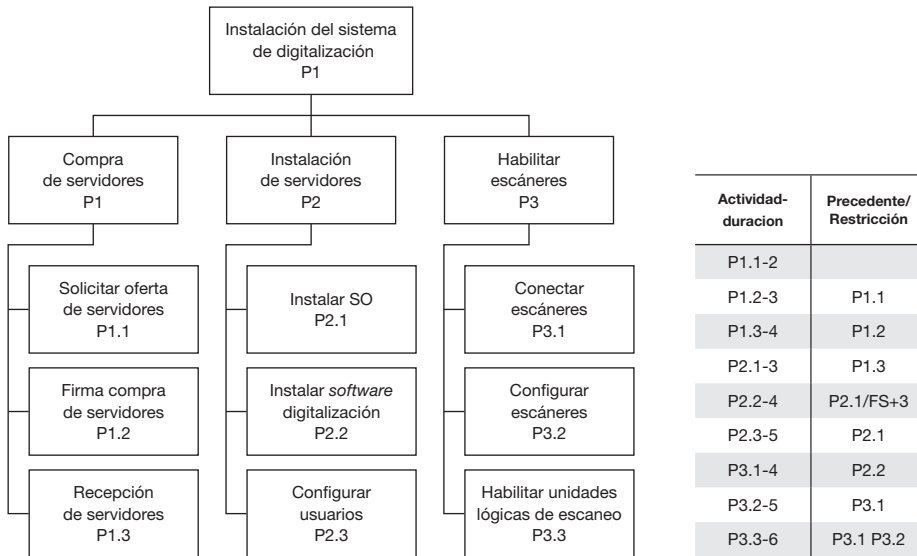 Instalación del sistema
de digitalización
P1
Compra
de servidores
P1
Instalación
de servidores
P2
Habilitar
escáneres
P3
Solicitar oferta
de servidores
P1.1
Instalar SO
P2.1
Conectar
escáneres
P3.1
Firma compra
de servidores
P1.2
Instalar software
digitalización
P2.2
Configurar
escáneres
P3.2
Recepción
de servidores
P1.3
Configurar
usuarios
P2.3
Habilitar unidades
lógicas de escaneo
P3.3
Actividad-
duracion
Precedente/
Restricción
P1.1-2
P1.2-3 P1.1
P1.3-4 P1.2
P2.1-3 P1.3
P2.2-4 P2.1/FS+3
P2.3-5 P2.1
P3.1-4 P2.2
P3.2-5 P3.1
P3.3-6 P3.1 P3.2